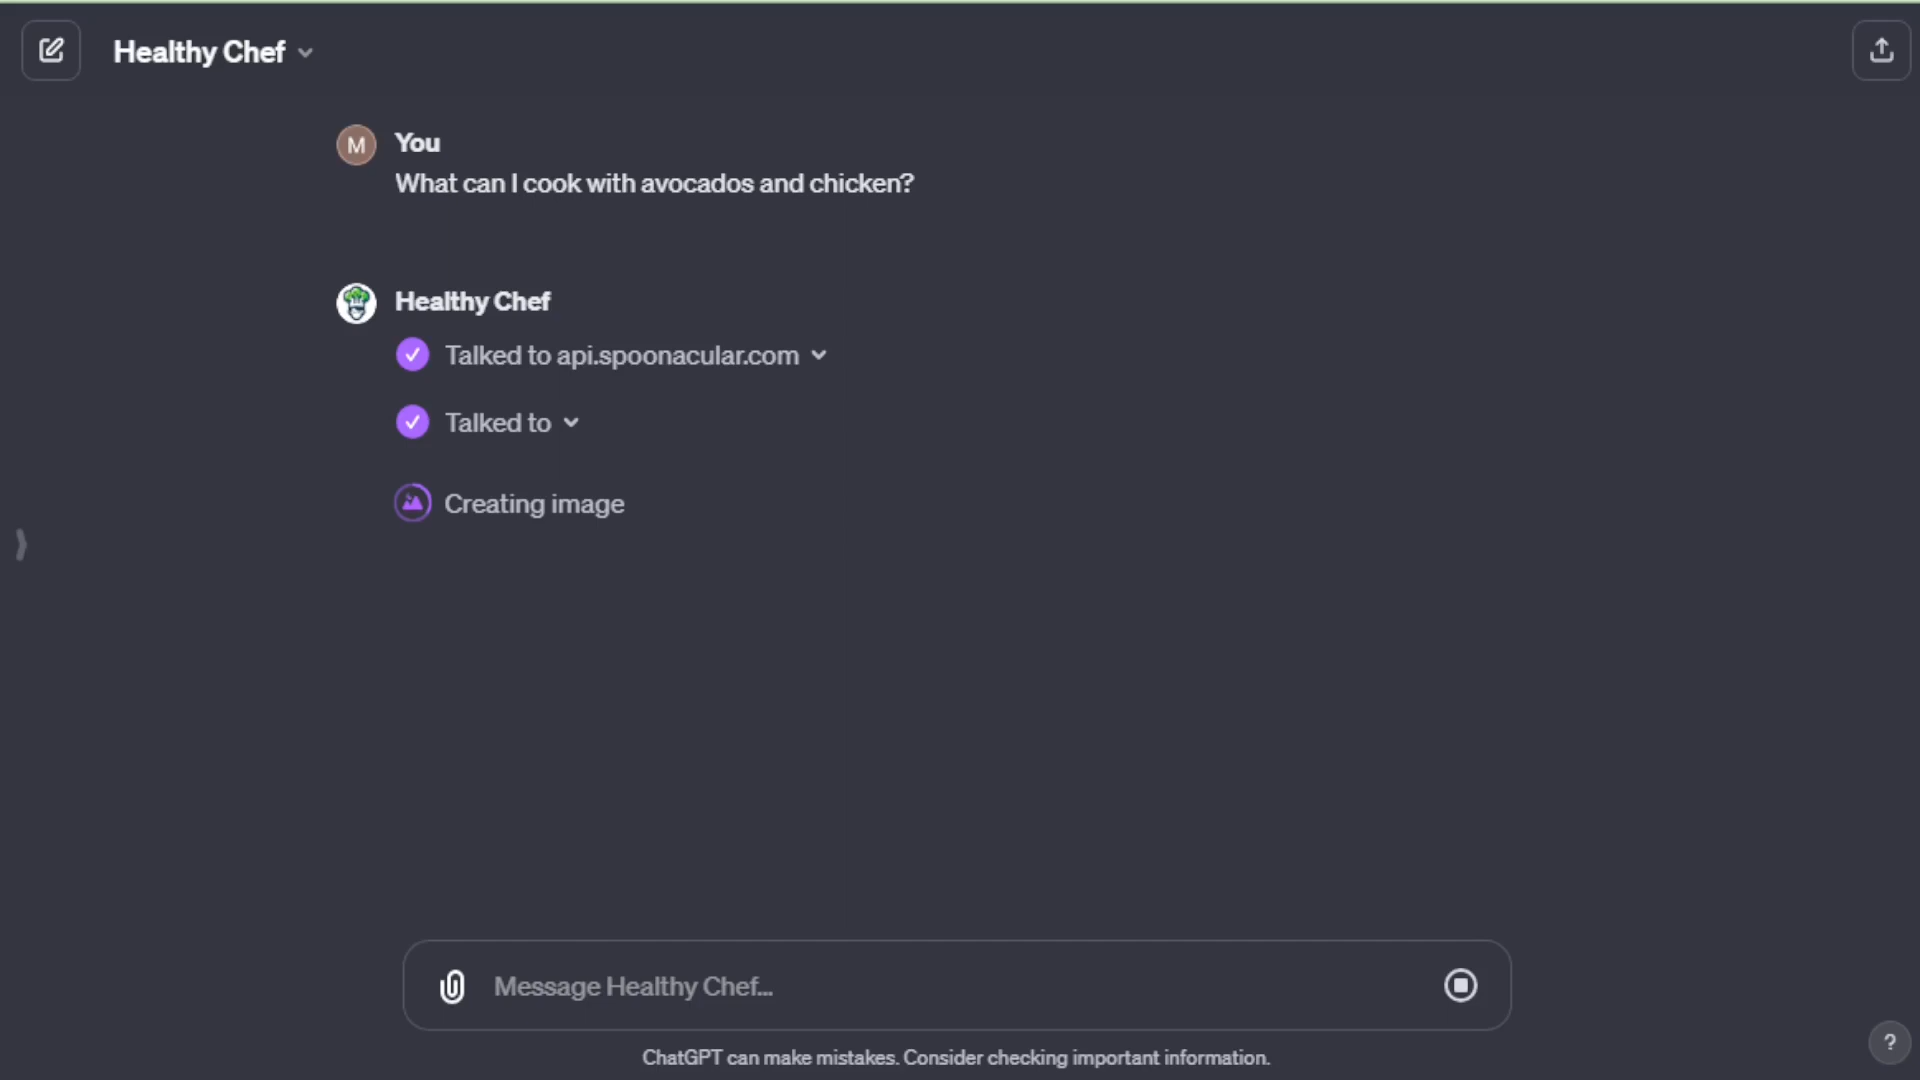 Healthy Chef
M
You
What can I cook with avocados and chicken?
Healthy Chef
Talked to api.spoonacular.com
Talked to
Creating image
Message Healthy Chef...
ChatGPT can make mistakes. Consider checking important information.
?